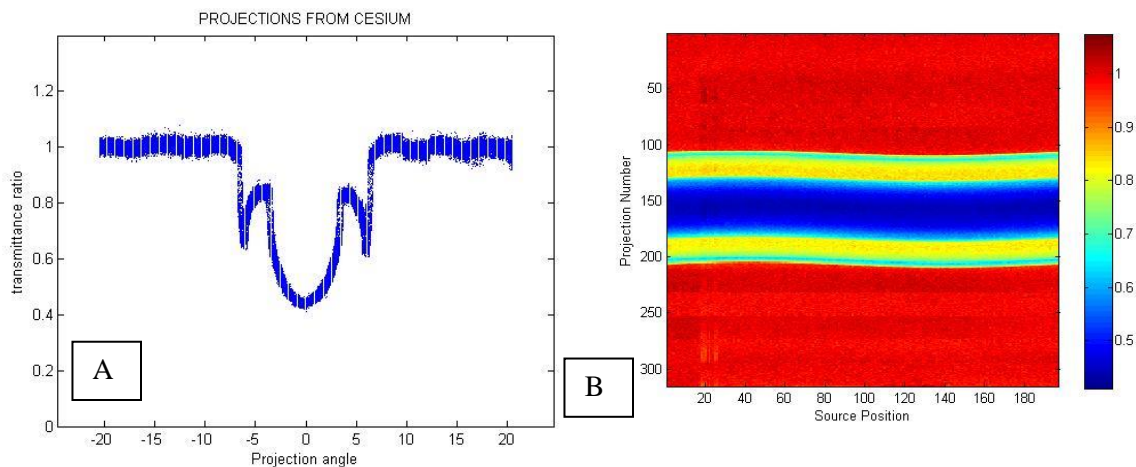 PROJECTIONS FROM CESIUM
transmittance ratio
1.2
1
0.8
0.6
0.4
0.2
0
-20 -15 -10 -5 0 5 10 15 20
Projection angle
A
Projection Number
50
100
150
200
250
300
20 40 60 80 100 120 140 160 180
Source Position
B
1
0.9
0.8
0.7
0.6
0.5